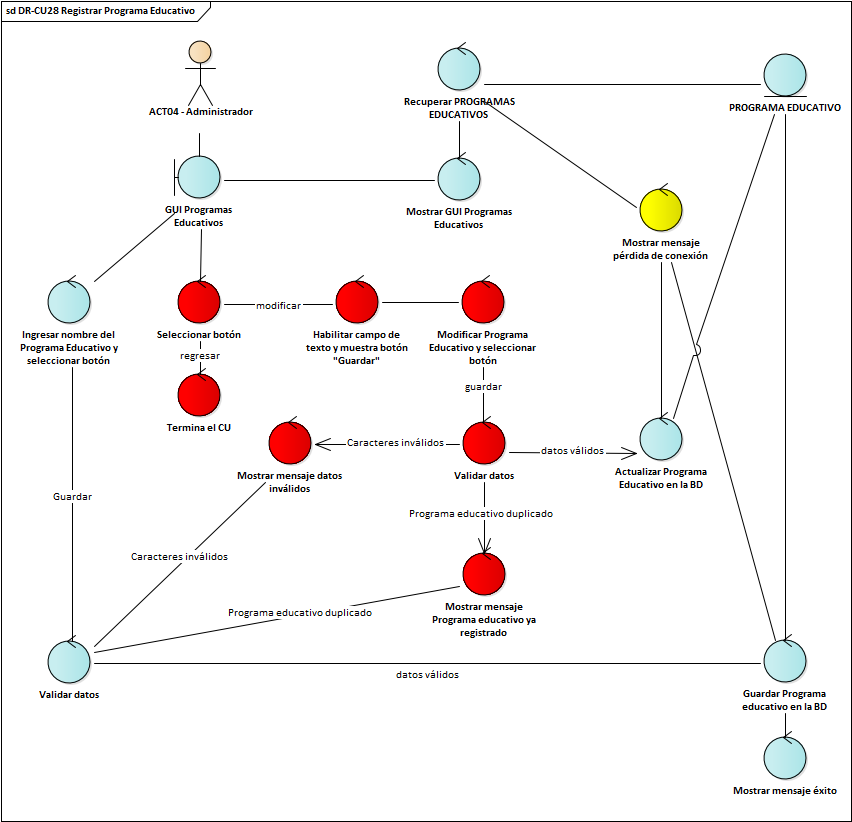 sd DR-CU28 Registrar Programa Educativo
ACT04 - Administrador
Recuperar PROGRAMAS
EDUCATIVOS
PROGRAMA EDUCATIVO
GUI Programas
Educativos
Mostrar GUI Programas
Educativos
Mostrar mensaje
pérdida de conexión
modificar
Ingresar nombre del
Programa Educativo y
seleccionar botón
Seleccionar botón
Habilitar campo de
texto y muestra botón
"Guardar"
Modificar Programa
Educativo y seleccionar
botón
regresar
guardar
Termina el CU
Caracteres inválidos
datos válidos
Mostrar mensaje datos
inválidos
Validar datos
Actualizar Programa
Educativo en la BD
Guardar
Programa educativo duplicado
Caracteres inválidos
Mostrar mensaje
Programa educativo ya
registrado
Programa educativo duplicado
datos válidos
Validar datos
Guardar Programa
educativo en la BD
Mostrar mensaje éxito